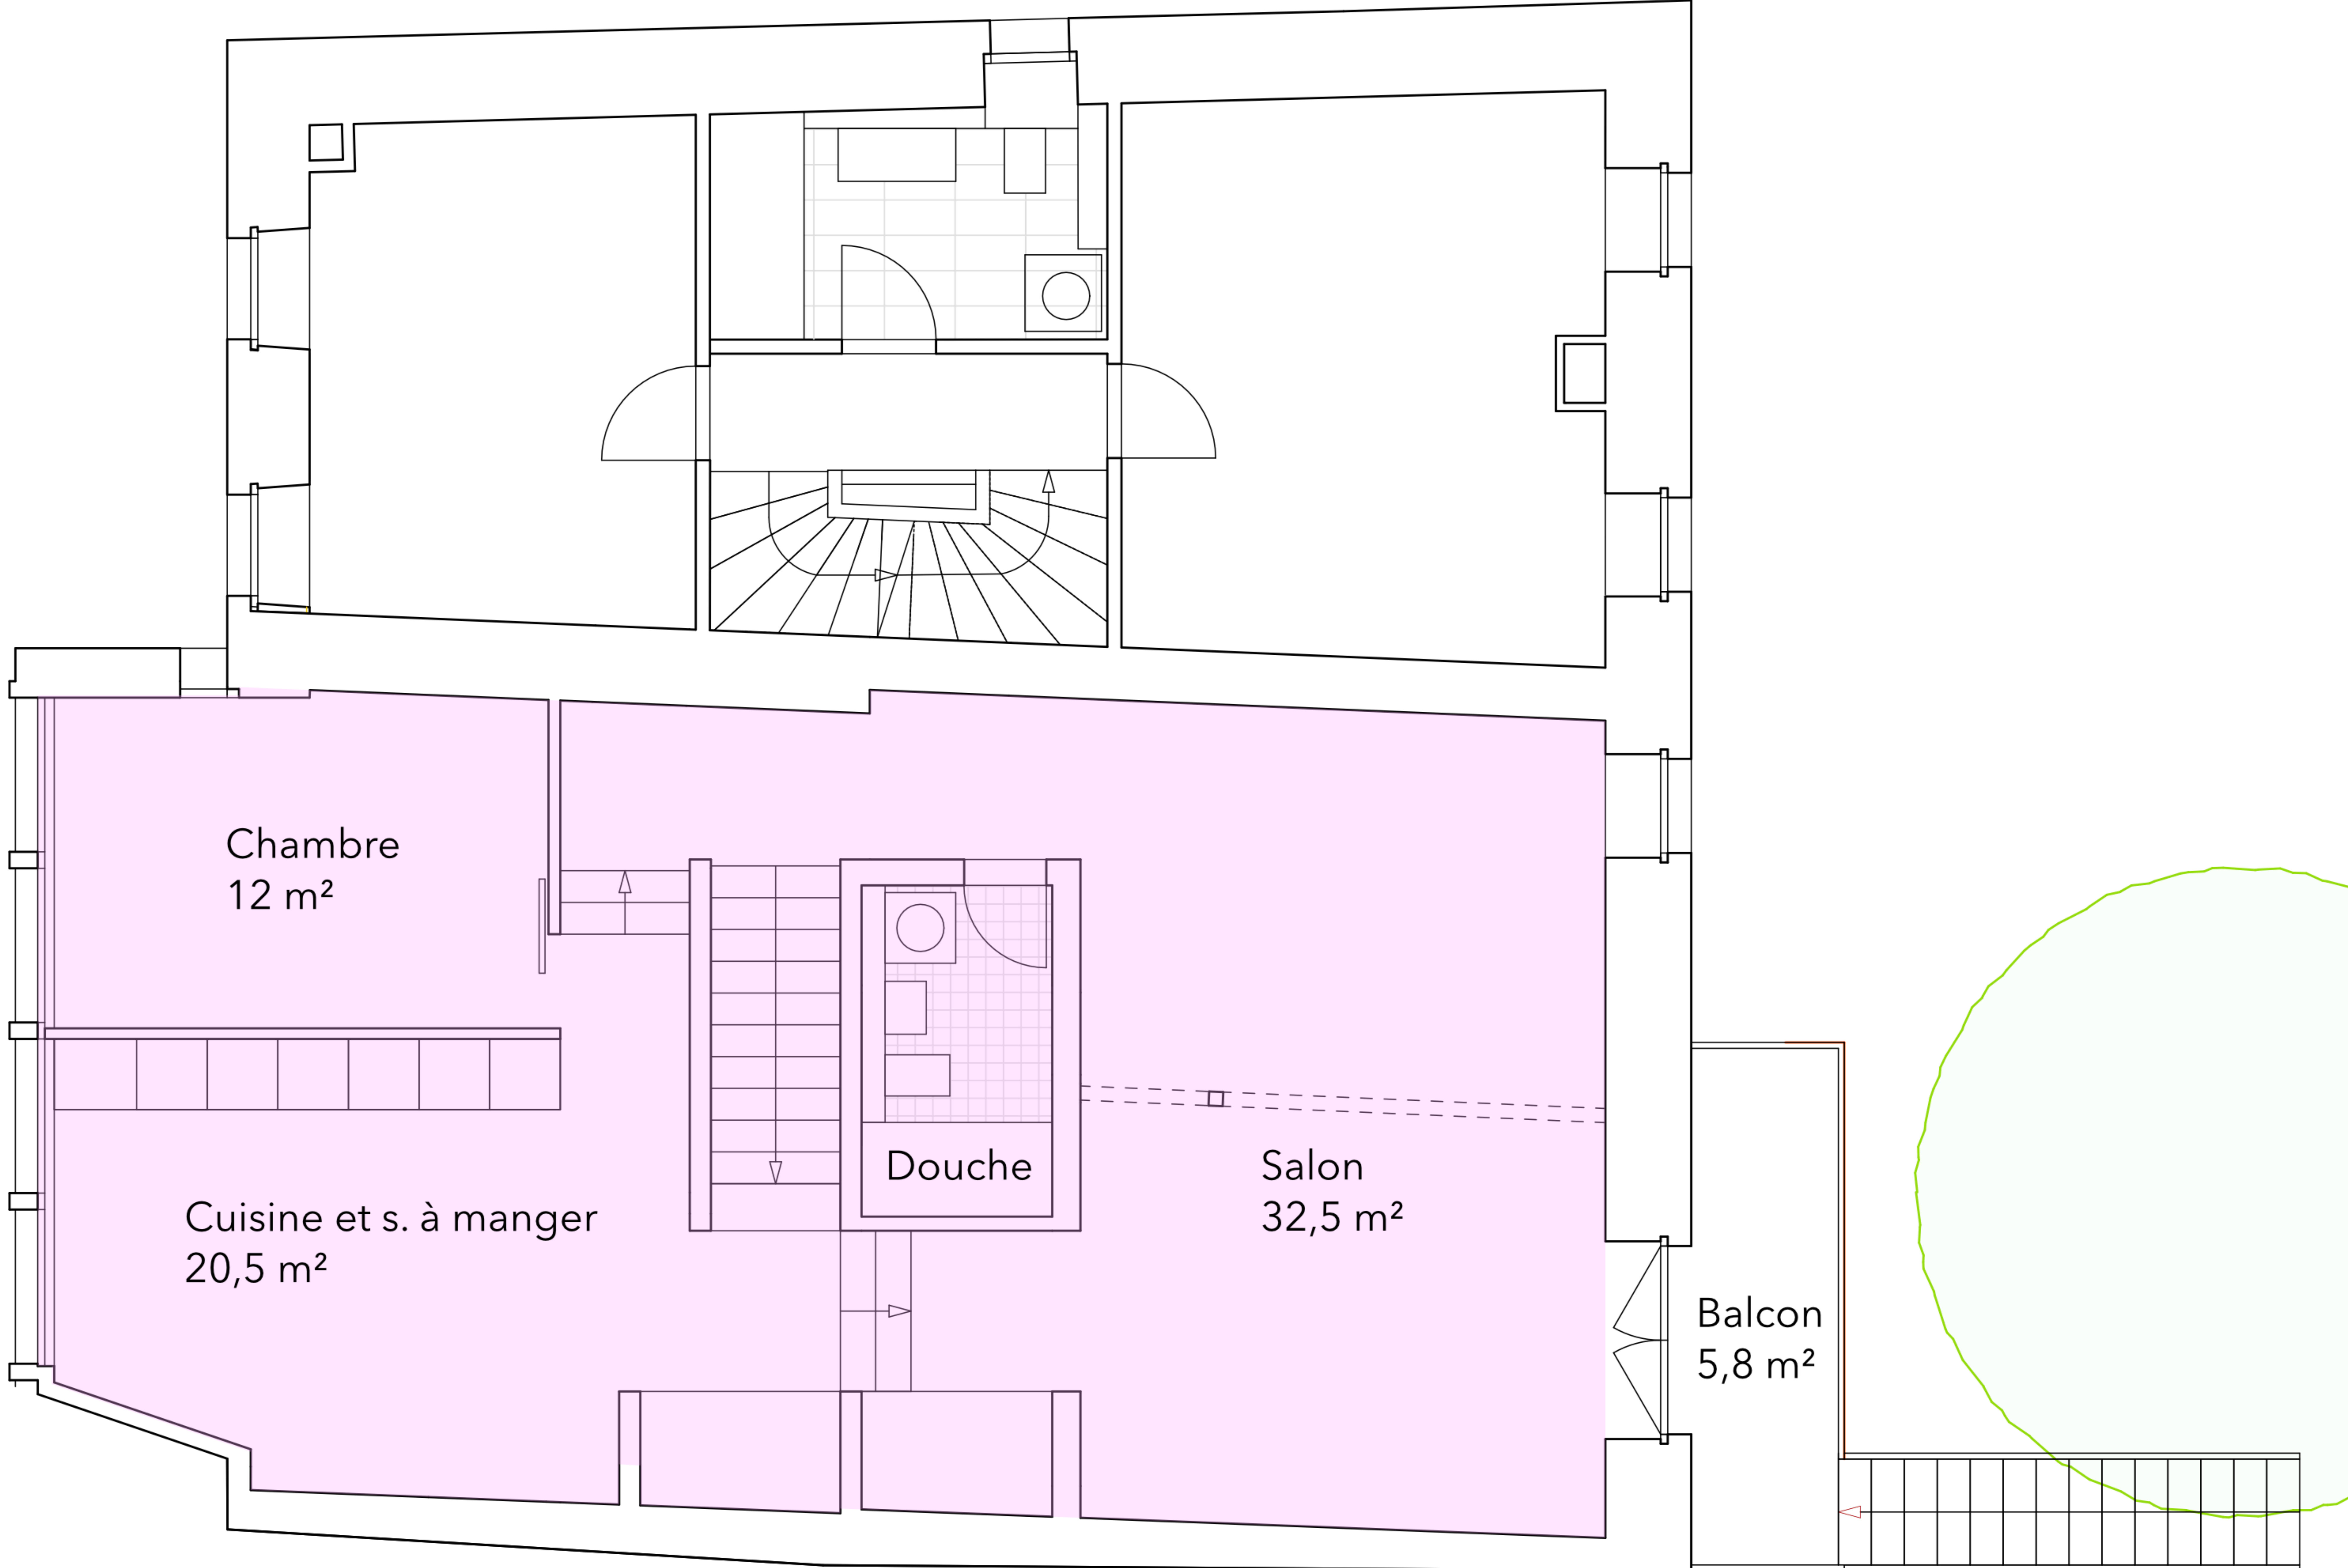 Chambre
12 m²
Cuisine et s. à manger
20,5 m²
Douche
Salon
32,5 m²
Balcon
5,8 m²